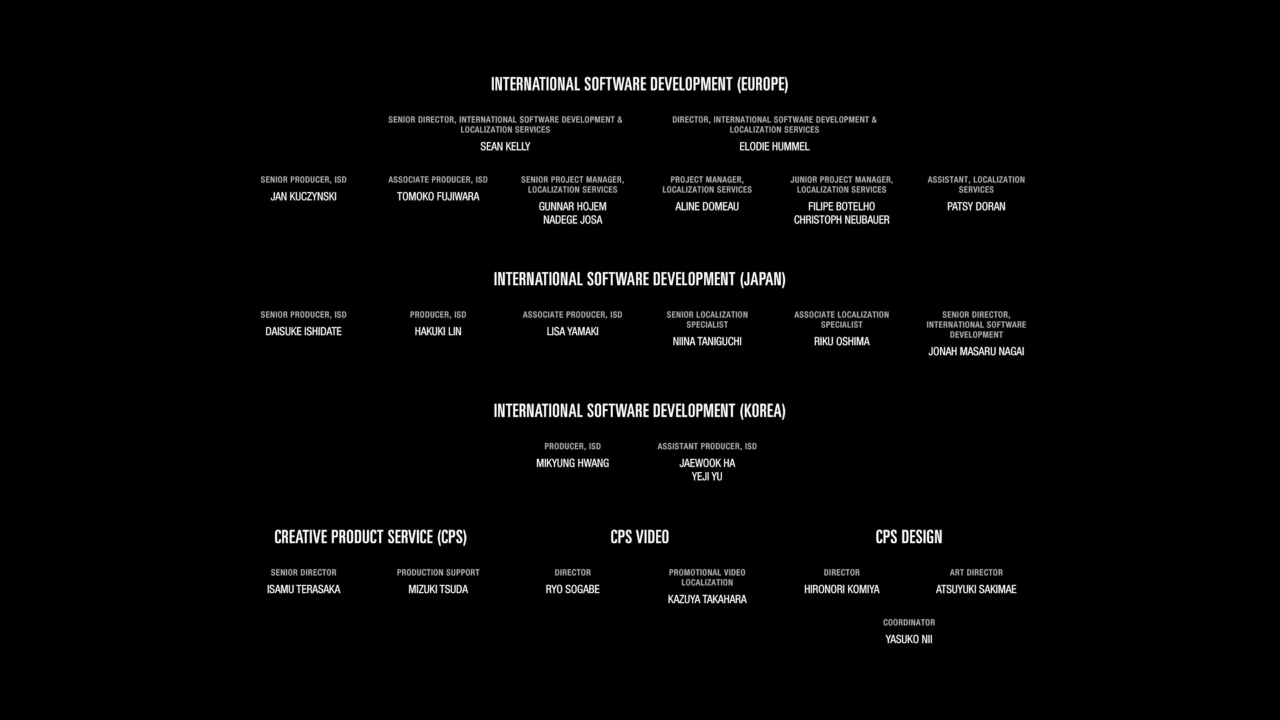 INTERNATIONAL SOFTWARE DEVELOPMENT (EUROPE)
SENIOR DIRECTOR, INTERNATIONAL SOFTWARE DEVELOPMENT &
LOCALIZATION SERVICES
SEAN KELLY
DIRECTOR, INTERNATIONAL SOFTWARE DEVELOPMENT &
LOCALIZATION SERVICES
ELODIE HUMMEL
SENIOR PRODUCER, ISD
JAN KUCZYNSKI
ASSOCIATE PRODUCER, ISD
TOMOKO FUJIWARA
SENIOR PROJECT MANAGER,
LOCALIZATION SERVICES
GUNNAR HOJEM
NADEGE JOSA
PROJECT MANAGER,
LOCALIZATION SERVICES
ALINE DOMEAU
JUNIOR PROJECT MANAGER,
LOCALIZATION SERVICES
FILIPE BOTELHO
CHRISTOPH NEUBAUER
ASSISTANT, LOCALIZATION
SERVICES
PATSY DORAN
INTERNATIONAL SOFTWARE DEVELOPMENT (JAPAN)
SENIOR PRODUCER, ISD
DAISUKE ISHIDATE
PRODUCER, ISD
HAKUKI LIN
ASSOCIATE PRODUCER, ISD
LISA YAMAKI
SENIOR LOCALIZATION
SPECIALIST
NIINA TANIGUCHI
ASSOCIATE LOCALIZATION
SPECIALIST
RIKU OSHIMA
SENIOR DIRECTOR,
INTERNATIONAL SOFTWARE
DEVELOPMENT
JONAH MASARU NAGAI
INTERNATIONAL SOFTWARE DEVELOPMENT (KOREA)
PRODUCER, ISD
MIKYUNG HWANG
ASSISTANT PRODUCER, ISD
JAEWOOK HA
YEJI YU
CREATIVE PRODUCT SERVICE (CPS)
SENIOR DIRECTOR
ISAMU TERASAKA
PRODUCTION SUPPORT
MIZUKI TSUDA
CPS VIDEO
DIRECTOR
RYO SOGABE
PROMOTIONAL VIDEO
LOCALIZATION
KAZUYA TAKAHARA
CPS DESIGN
DIRECTOR
HIRONORI KOMIYA
ART DIRECTOR
ATSUYUKI SAKIMAE
COORDINATOR
YASUKO NII